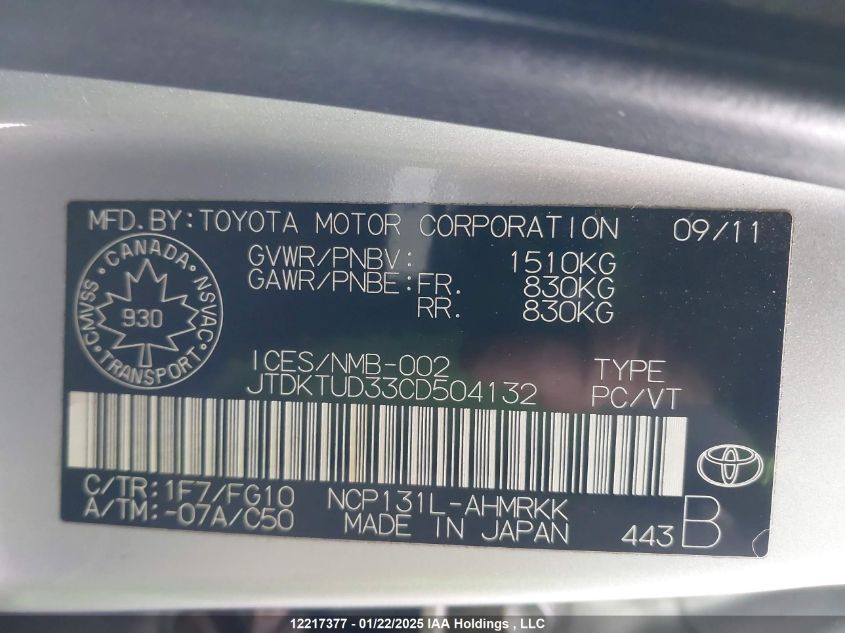 MFD.BY:TOYOTA MOTOR CORPORATION 09/11
GVWR/PNBV: 1510KG
GAWR/PNBE:FR. 830KG
RR. 830KG
CANADA
CMVSS 930 NSVAC
TRANSPORT
ICES/NMB-002 TYPE
JTDKTUD33CD504132 PC/VT
C/TR:1F7/FG10 NCP131L-AHMRKK
A/TM:-07A/C50 MADE IN JAPAN 443 B
12217377 - 01/22/2025 IAA Holdings , LLC